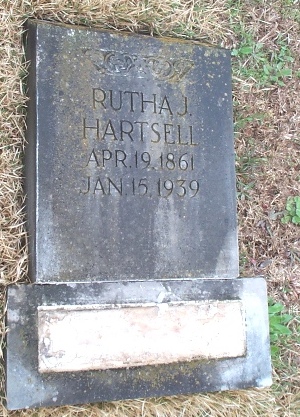 RUTHA J.
HARTSELL
APR. 19, 1861
JAN. 15, 1939